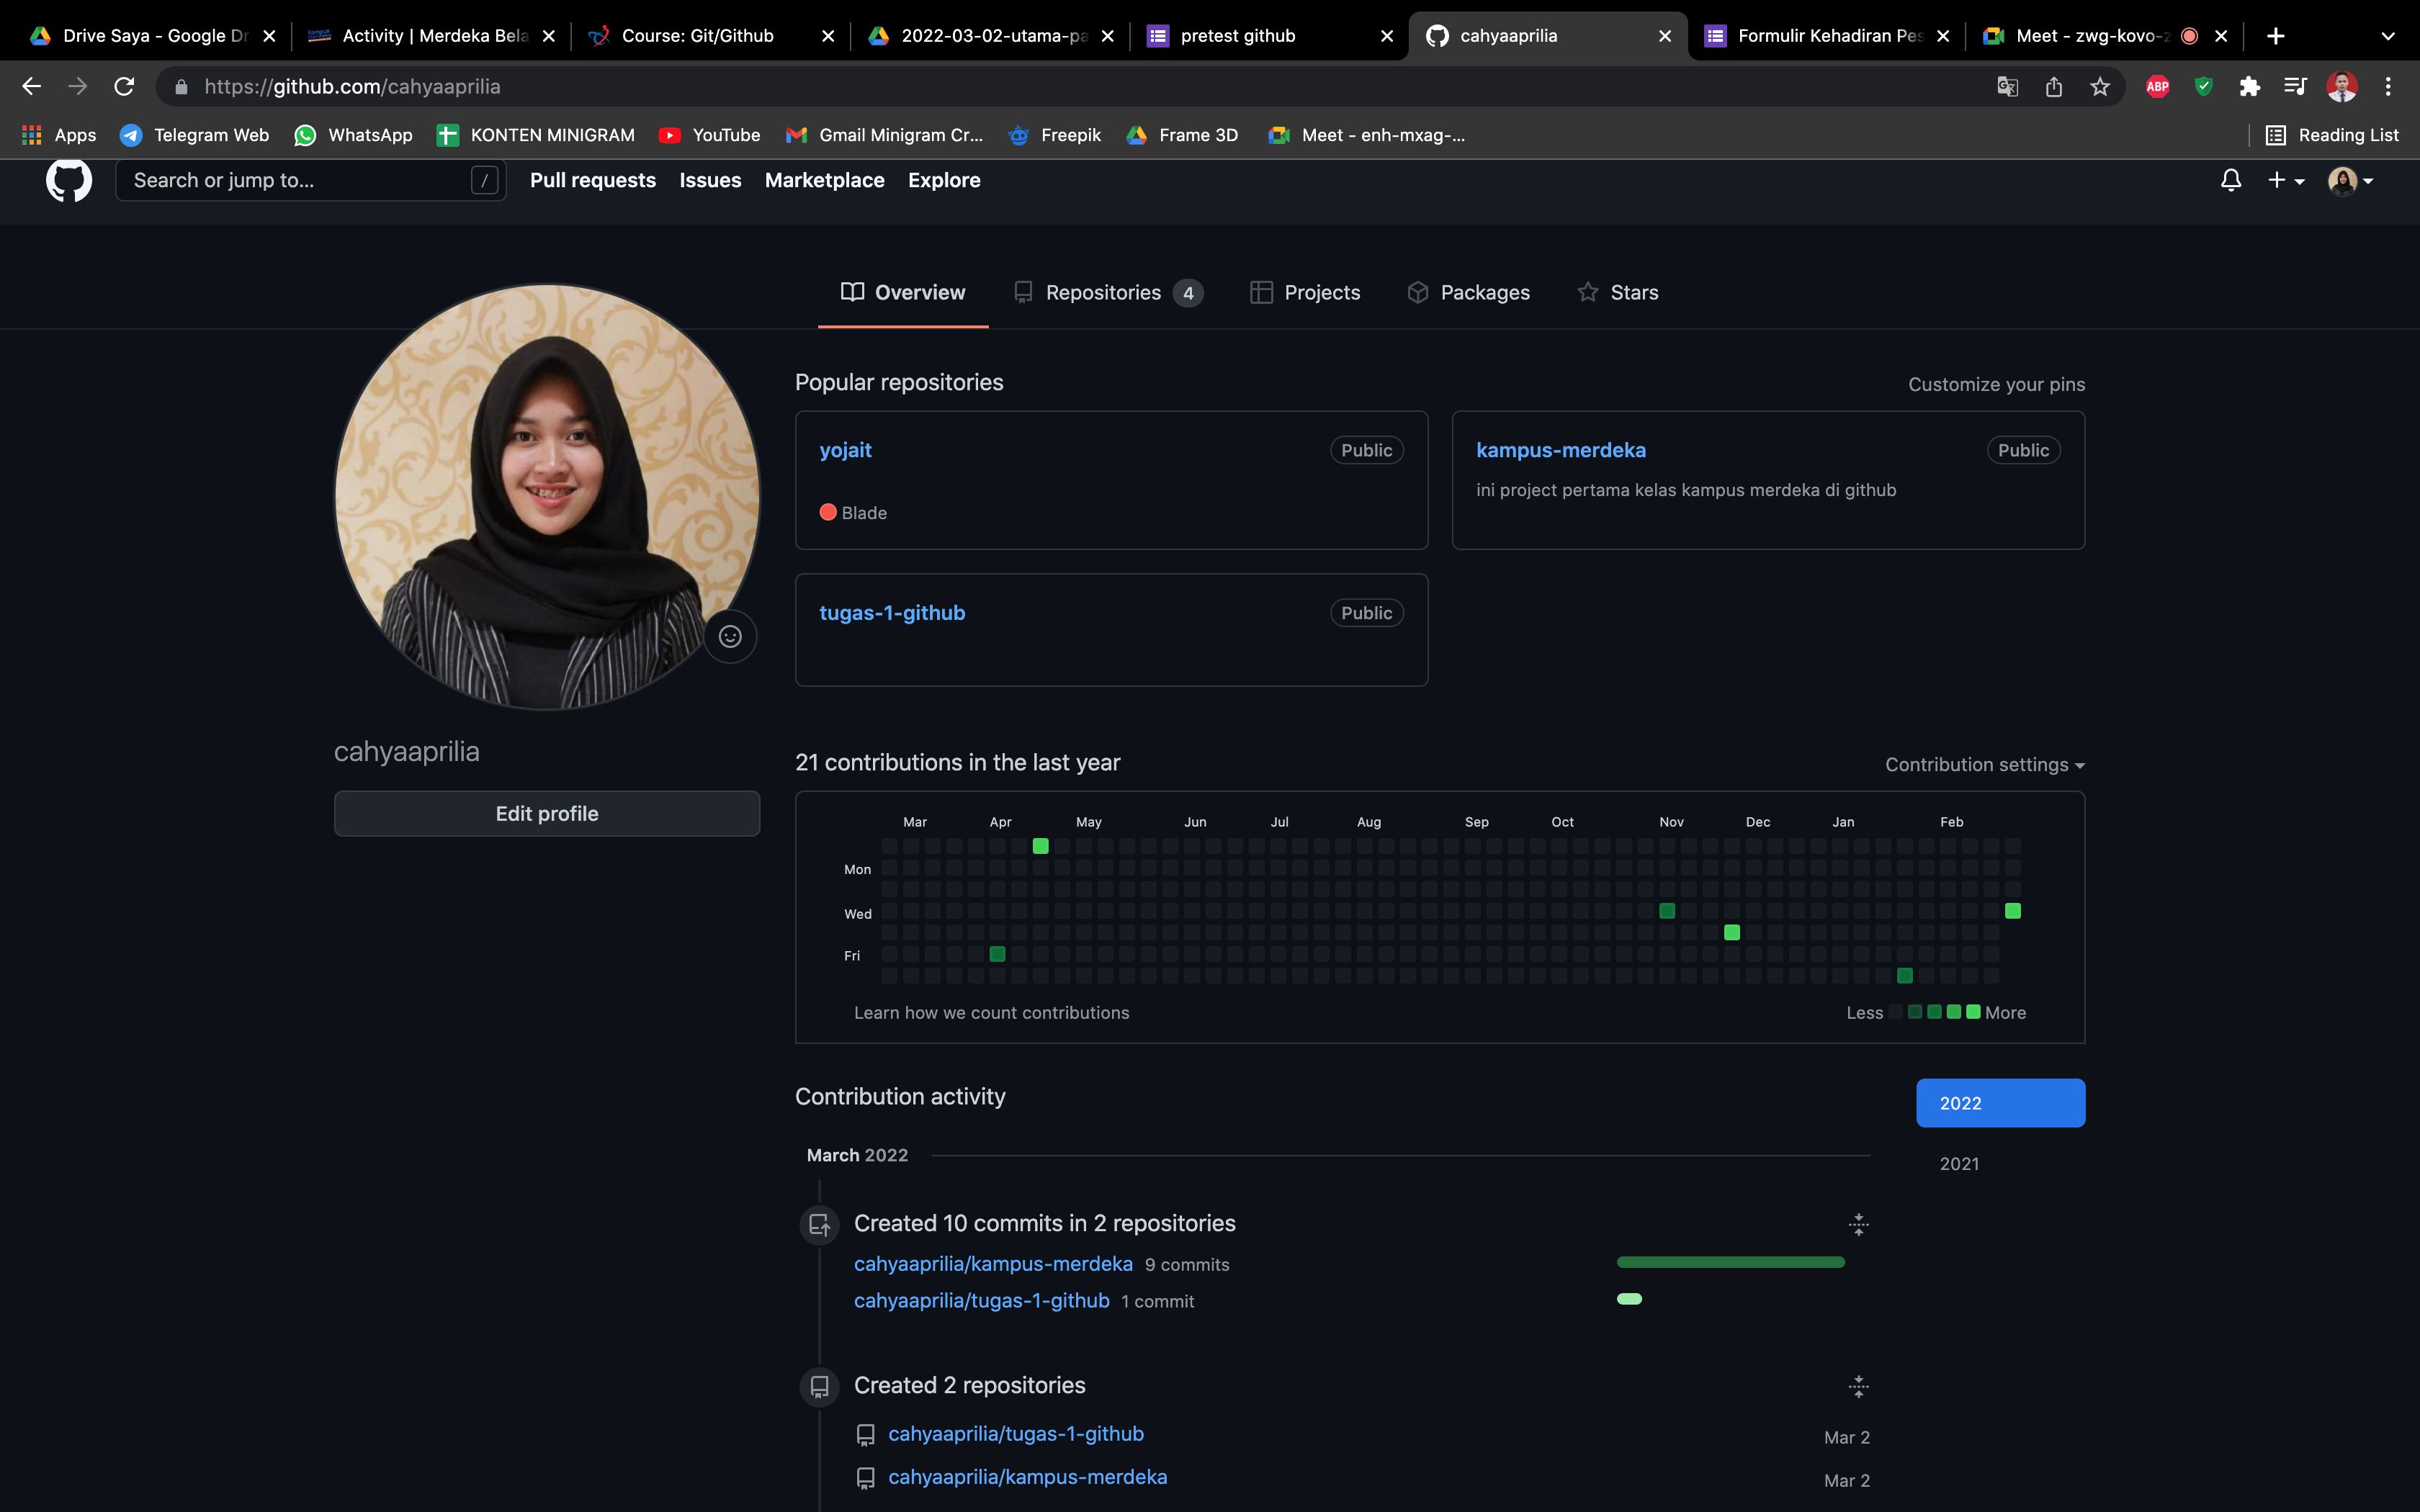 Drive Saya - Google Dr
Activity | Merdeka Bela
Course: Git/Github
2022-03-02-utama-pa
pretest github
cahyaaprilia
Formulir Kehadiran Pes
Meet - zwg-kovo-z
https://github.com/cahyaaprilia
ABP
Apps
Telegram Web
WhatsApp
KONTEN MINIGRAM
YouTube
Gmail Minigram Cr...
Freepik
Frame 3D
Meet - enh-mxag-...
Reading List
Search or jump to...
/
Pull requests
Issues
Marketplace
Explore
Overview
Repositories 4
Projects
Packages
Stars
Popular repositories
Customize your pins
yojait
Public
Blade
kampus-merdeka
Public
ini project pertama kelas kampus merdeka di github
tugas-1-github
Public
cahyaaprilia
Edit profile
21 contributions in the last year
Contribution settings
Mar Apr May Jun Jul Aug Sep Oct Nov Dec Jan Feb
Mon
Wed
Fri
Learn how we count contributions
Less More
Contribution activity
2022
2021
March 2022
Created 10 commits in 2 repositories
cahyaaprilia/kampus-merdeka 9 commits
cahyaaprilia/tugas-1-github 1 commit
Created 2 repositories
cahyaaprilia/tugas-1-github
Mar 2
cahyaaprilia/kampus-merdeka
Mar 2